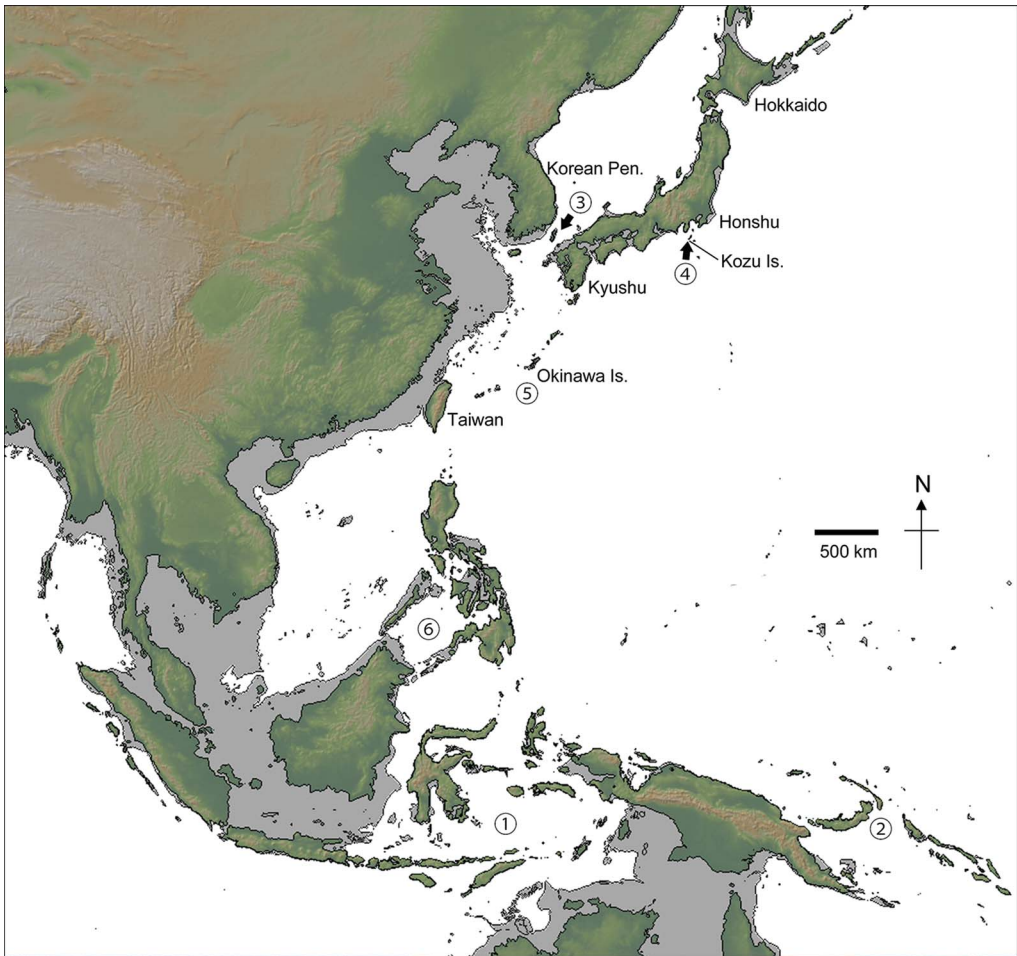 Hokkaido
Korean Pen.
③
Honshu
Kozu Is.
④
Kyushu
Okinawa Is.
⑤
Taiwan
N
500 km
⑥
①
②